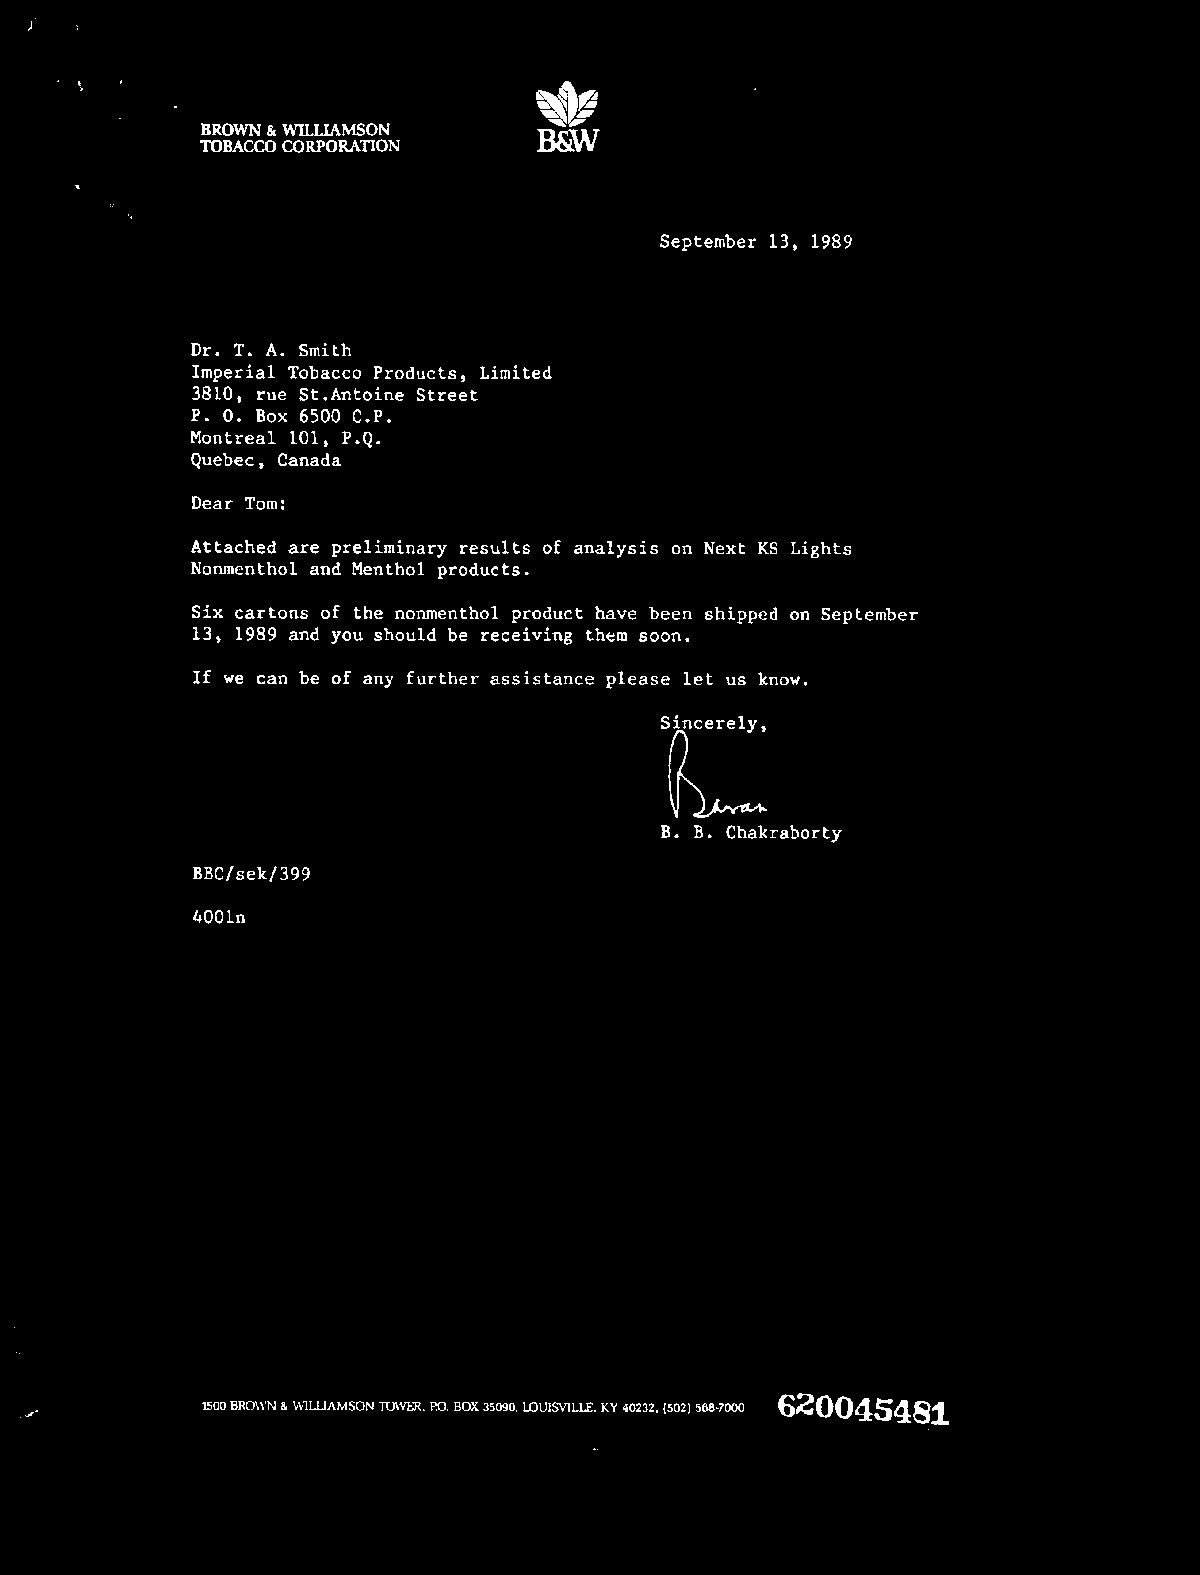 BROWN & WILLIAMSON
TOBACCO CORPORATION
B&W
September 13, 1989
Dr. T. A. Smith
Imperial Tobacco Products, Limited
3810, rue St.Antoine Street
P. O. Box 6500 C.P.
Montreal 101, P.Q.
Quebec, Canada
Dear Tom:
Attached are preliminary results of analysis on Next KS Lights
Nonmenthol and Menthol products.
Six cartons of the nonmenthol product have been shipped on September
13, 1989 and you should be receiving them soon.
If we can be of any further assistance please let us know.
Sincerely,
B. B. Chakraborty
BBC/sek/399
4001n
1500 BROWN & WILLIAMSON TOWER, P.O. BOX 35090, LOUISVILLE, KY 40232, (502) 568-7000
620045481